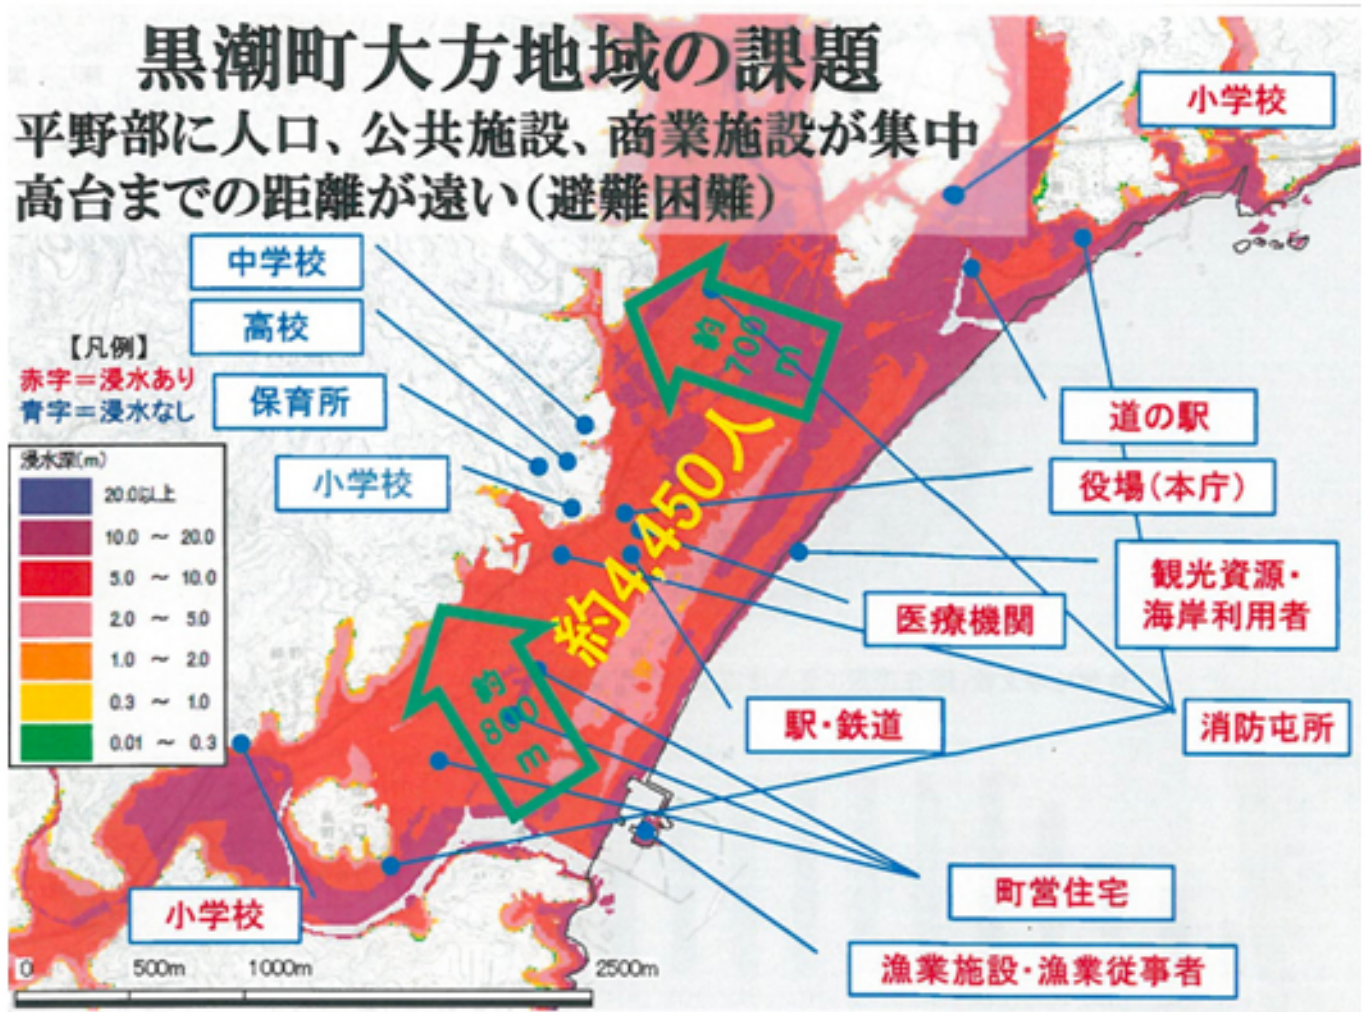 黒潮町大方地域の課題
平野部に人口、公共施設、商業施設が集中
高台までの距離が遠い(避難困難)
小学校
中学校
高校
保育所
小学校
【凡例】
赤字＝浸水あり
青字＝浸水なし
浸水深(m)
20.0以上
10.0 ～ 20.0
5.0 ～ 10.0
2.0 ～ 5.0
1.0 ～ 2.0
0.3 ～ 1.0
0.01 ～ 0.3
約
700
m
約4,450人
約
800
m
道の駅
役場(本庁)
観光資源・
海岸利用者
医療機関
駅・鉄道
消防屯所
町営住宅
小学校
漁業施設・漁業従事者
0 500m 1000m 2500m